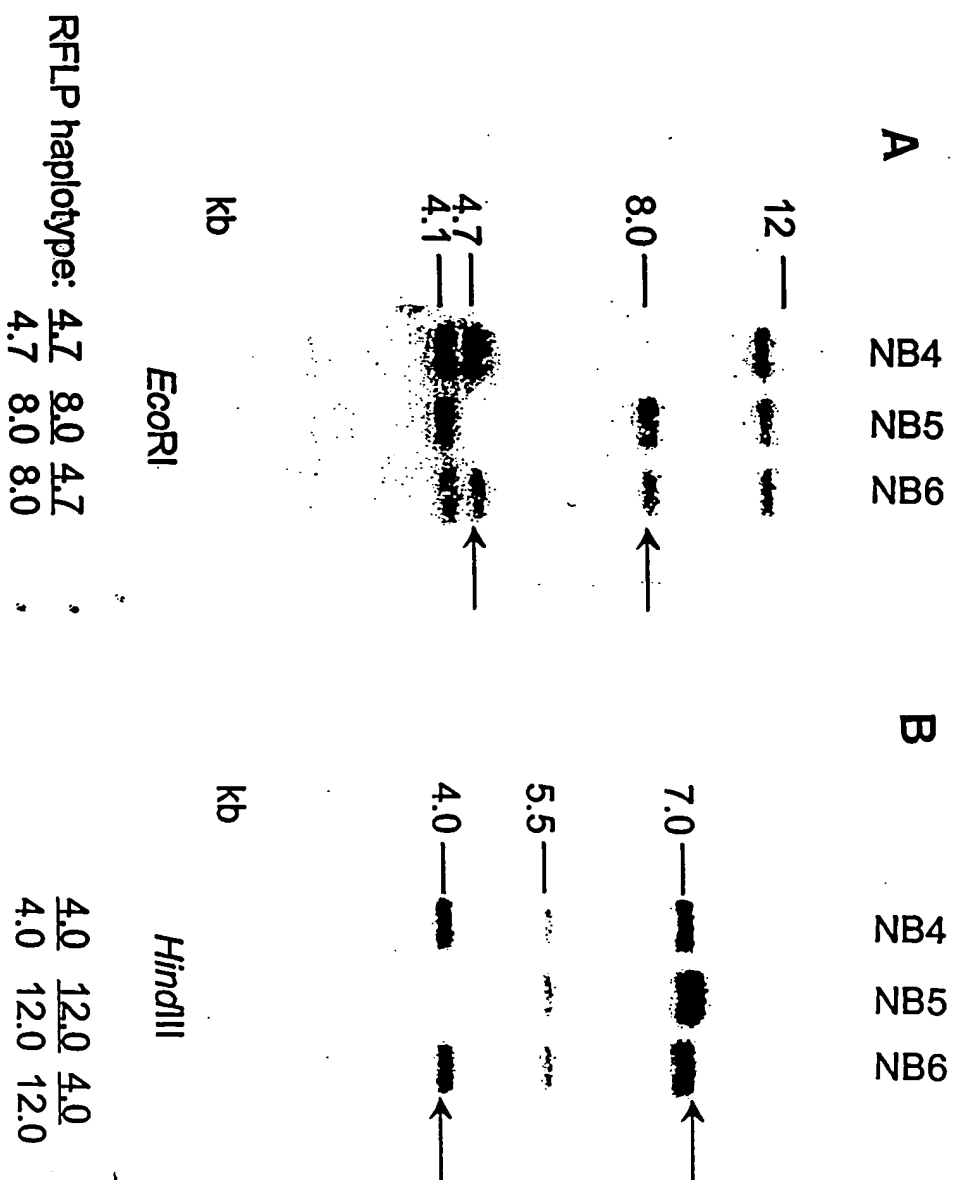 A
NB4 NB5 NB6
12
8.0
4.7
4.1
kb
EcoRI
RFLP haplotype: 4.7 8.0 4.7
4.7 8.0 8.0
B
NB4 NB5 NB6
7.0
5.5
4.0
kb
HindIII
4.0 12.0 4.0
4.0 12.0 12.0